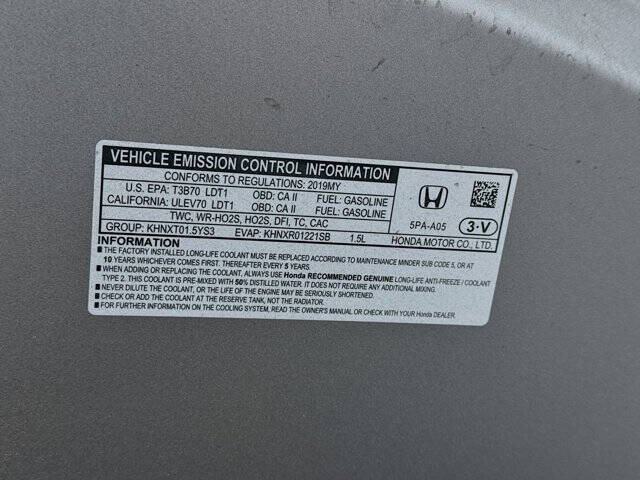 VEHICLE EMISSION CONTROL INFORMATION
CONFORMS TO REGULATIONS: 2019MY
U.S. EPA: T3B70 LDT1 OBD: CA II FUEL: GASOLINE
CALIFORNIA: ULEV70 LDT1 OBD: CA II FUEL: GASOLINE
TWC, WR-HO2S, HO2S, DFI, TC, CAC
GROUP: KHNXT01.5YS3 EVAP: KHNXR01221SB 1.5L
5PA-A05 3·V
HONDA MOTOR CO., LTD.
INFORMATION
■ THE FACTORY INSTALLED LONG-LIFE COOLANT MUST BE REPLACED ACCORDING TO MAINTENANCE MINDER SUB CODE 5, OR AT
10 YEARS WHICHEVER COMES FIRST. THEREAFTER EVERY 5 YEARS.
■ WHEN ADDING OR REPLACING COOLANT, ALWAYS USE Honda RECOMMENDED GENUINE LONG-LIFE ANTI-FREEZE / COOLANT
TYPE 2. THIS COOLANT IS PRE-MIXED WITH 50% DISTILLED WATER. IT DOES NOT REQUIRE ANY ADDITIONAL MIXING.
■ NEVER DILUTE THE COOLANT, OR THE LIFE OF THE ENGINE MAY BE SERIOUSLY SHORTENED.
■ CHECK OR ADD COOLANT AT THE RESERVE TANK, NOT THE RADIATOR.
■ FOR FURTHER INFORMATION ON THE COOLING SYSTEM, READ THE OWNER'S MANUAL OR CHECK WITH YOUR Honda DEALER.